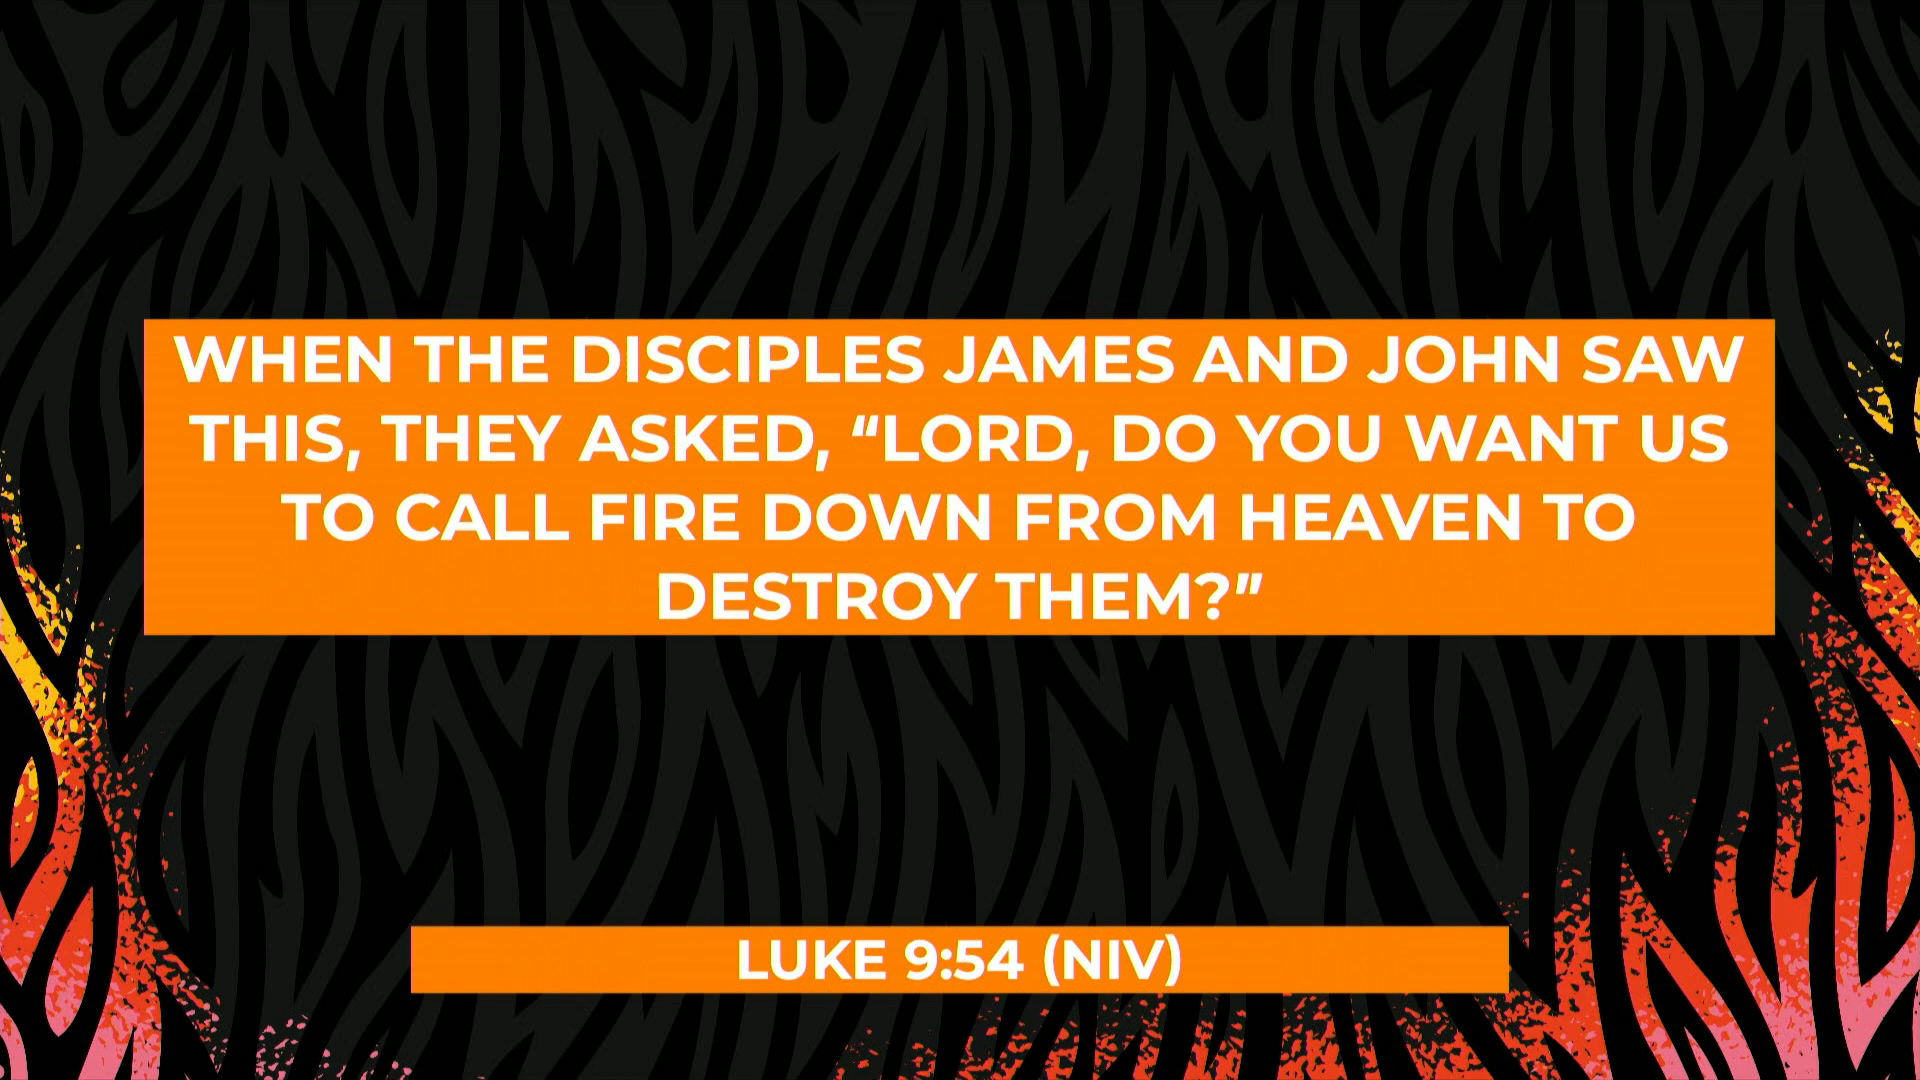 WHEN THE DISCIPLES JAMES AND JOHN SAW
THIS, THEY ASKED, “LORD, DO YOU WANT US
TO CALL FIRE DOWN FROM HEAVEN TO
DESTROY THEM?”
LUKE 9:54 (NIV)